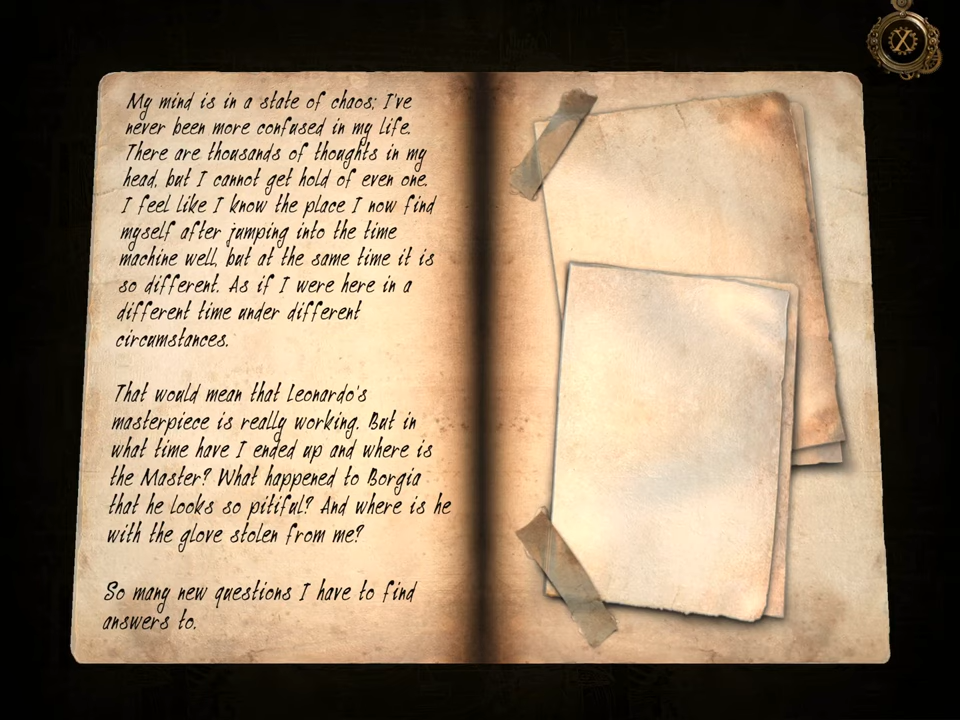 My mind is in a state of chaos; I've
never been more confused in my life.
There are thousands of thoughts in my
head, but I cannot get hold of even one.
I feel like I know the place I now find
myself after jumping into the time
machine well, but at the same time it is
so different. As if I were here in a
different time under different
circumstances.
That would mean that Leonardo's
masterpiece is really working. But in
what time have I ended up and where is
the Master? What happened to Borgia
that he looks so pitiful? And where is he
with the glove stolen from me?
So many new questions I have to find
answers to.
X